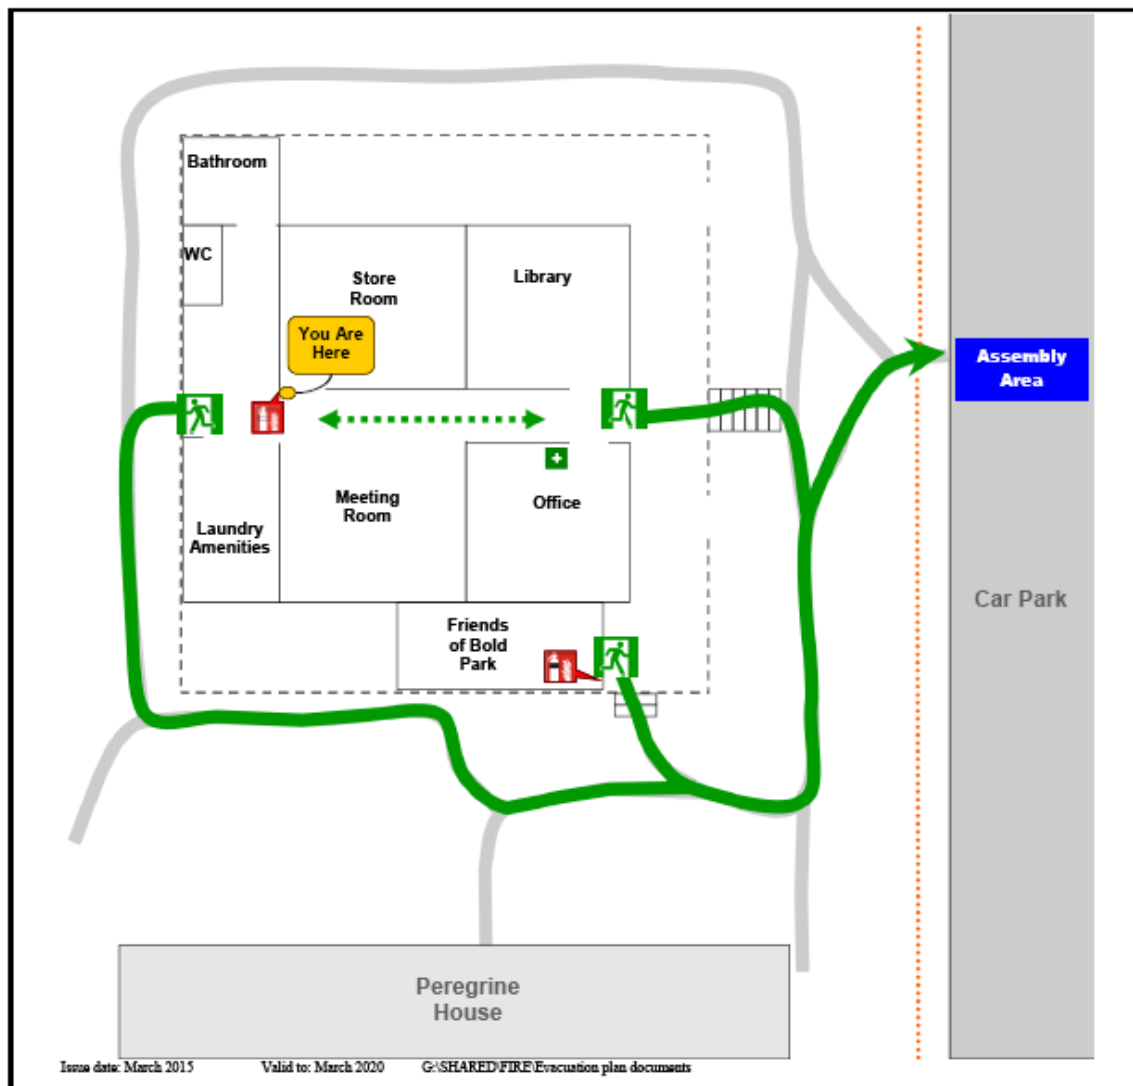 Bathroom
WC
Store
Room
Library
You Are
Here
Assembly
Area
Meeting
Room
Office
Laundry
Amenities
Car Park
Friends
of Bold
Park
Peregrine
House
Issue date: March 2015 Valid to: March 2020 G:\SHARED\FIRE\Evacuation plan documents